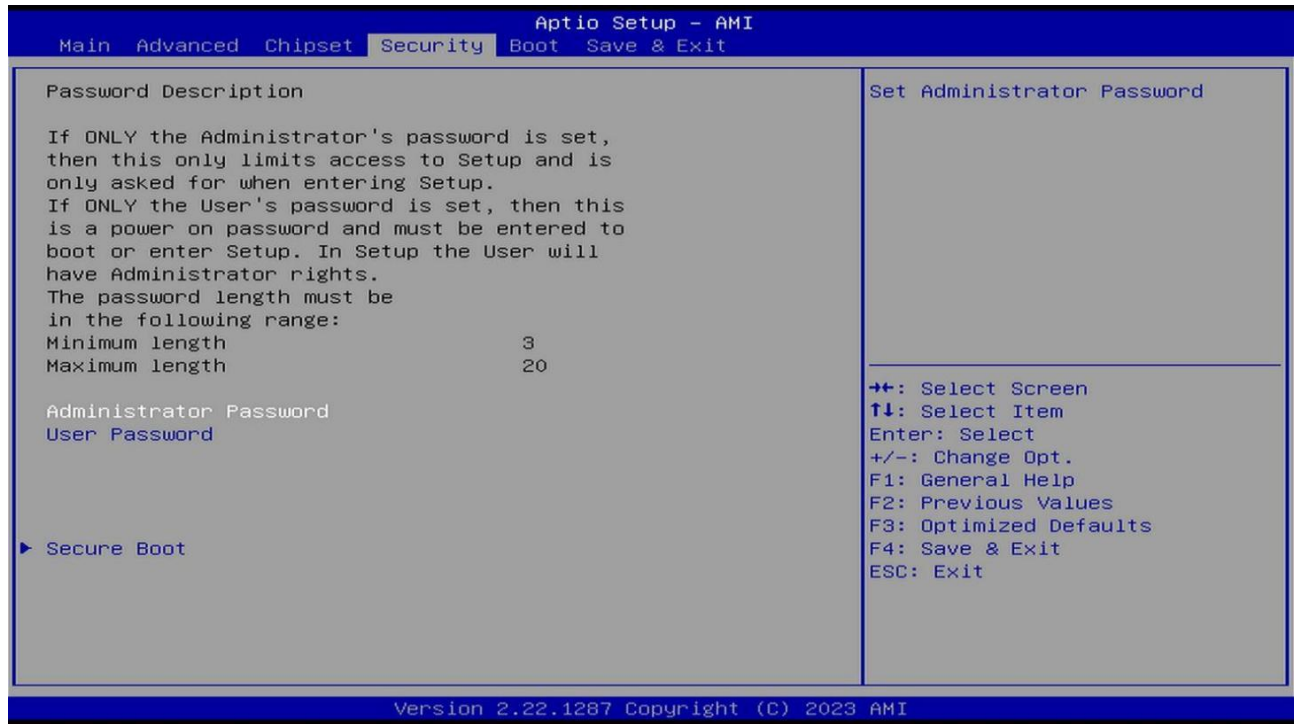 Aptio Setup – AMI
Main Advanced Chipset Security Boot Save & Exit
Password Description
If ONLY the Administrator's password is set,
then this only limits access to Setup and is
only asked for when entering Setup.
If ONLY the User's password is set, then this
is a power on password and must be entered to
boot or enter Setup. In Setup the User will
have Administrator rights.
The password length must be
in the following range:
Minimum length 3
Maximum length 20
Administrator Password
User Password
► Secure Boot
Set Administrator Password
→←: Select Screen
↑↓: Select Item
Enter: Select
+/-: Change Opt.
F1: General Help
F2: Previous Values
F3: Optimized Defaults
F4: Save & Exit
ESC: Exit
Version 2.22.1287 Copyright (C) 2023 AMI